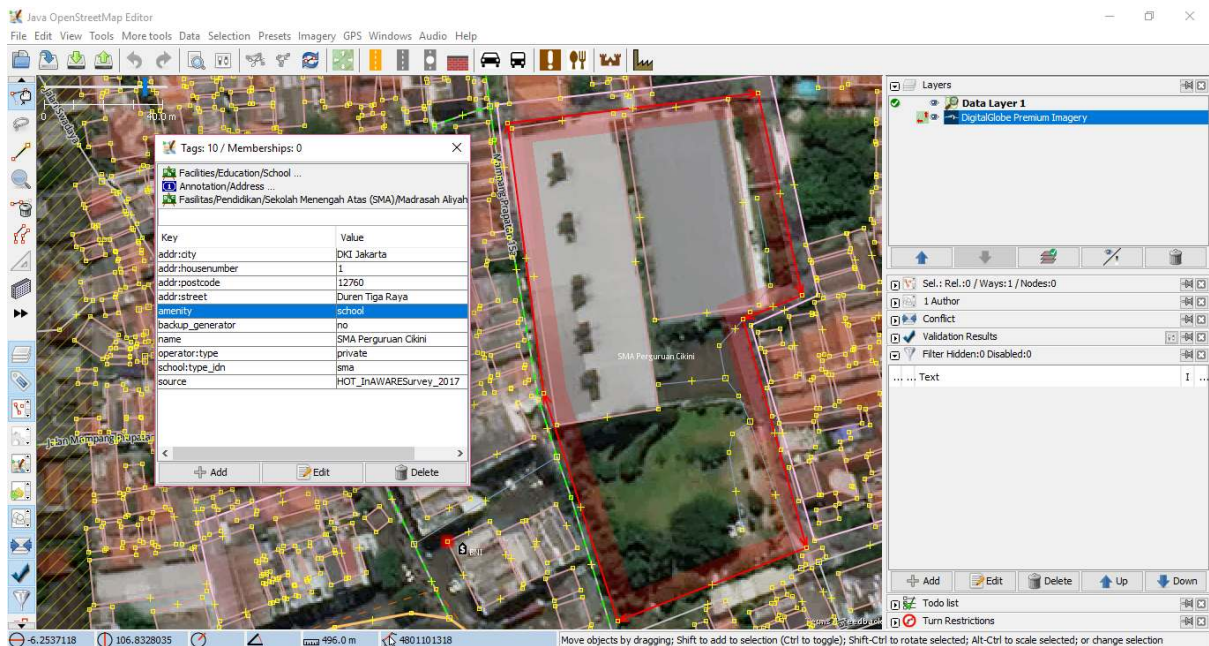 Java OpenStreetMap Editor
File Edit View Tools More tools Data Selection Presets Imagery GPS Windows Audio Help
0
40.0 m
Tags: 10 / Memberships: 0
Facilities/Education/School ...
Annotation/Address ...
Fasilitas/Pendidikan/Sekolah Menengah Atas (SMA)/Madrasah Aliyah
Key Value
addr:city DKI Jakarta
addr:housenumber 1
addr:postcode 12760
addr:street Duren Tiga Raya
amenity school
backup_generator no
name SMA Perguruan Cikini
operator:type private
school:type_idn sma
source HOT_InAWARESurvey_2017
Add Edit Delete
SMA Perguruan Cikini
Layers
Data Layer 1
DigitalGlobe Premium Imagery
Sel.: Rel.:0 / Ways:1 / Nodes:0
1 Author
Conflict
Validation Results
Filter Hidden:0 Disabled:0
... ... Text I ...
Add Edit Delete Up Down
Todo list
Turn Restrictions
-6.2537118 106.8328035 496.0 m 4801101318 Move objects by dragging; Shift to add to selection (Ctrl to toggle); Shift-Ctrl to rotate selected; Alt-Ctrl to scale selected; or change selection